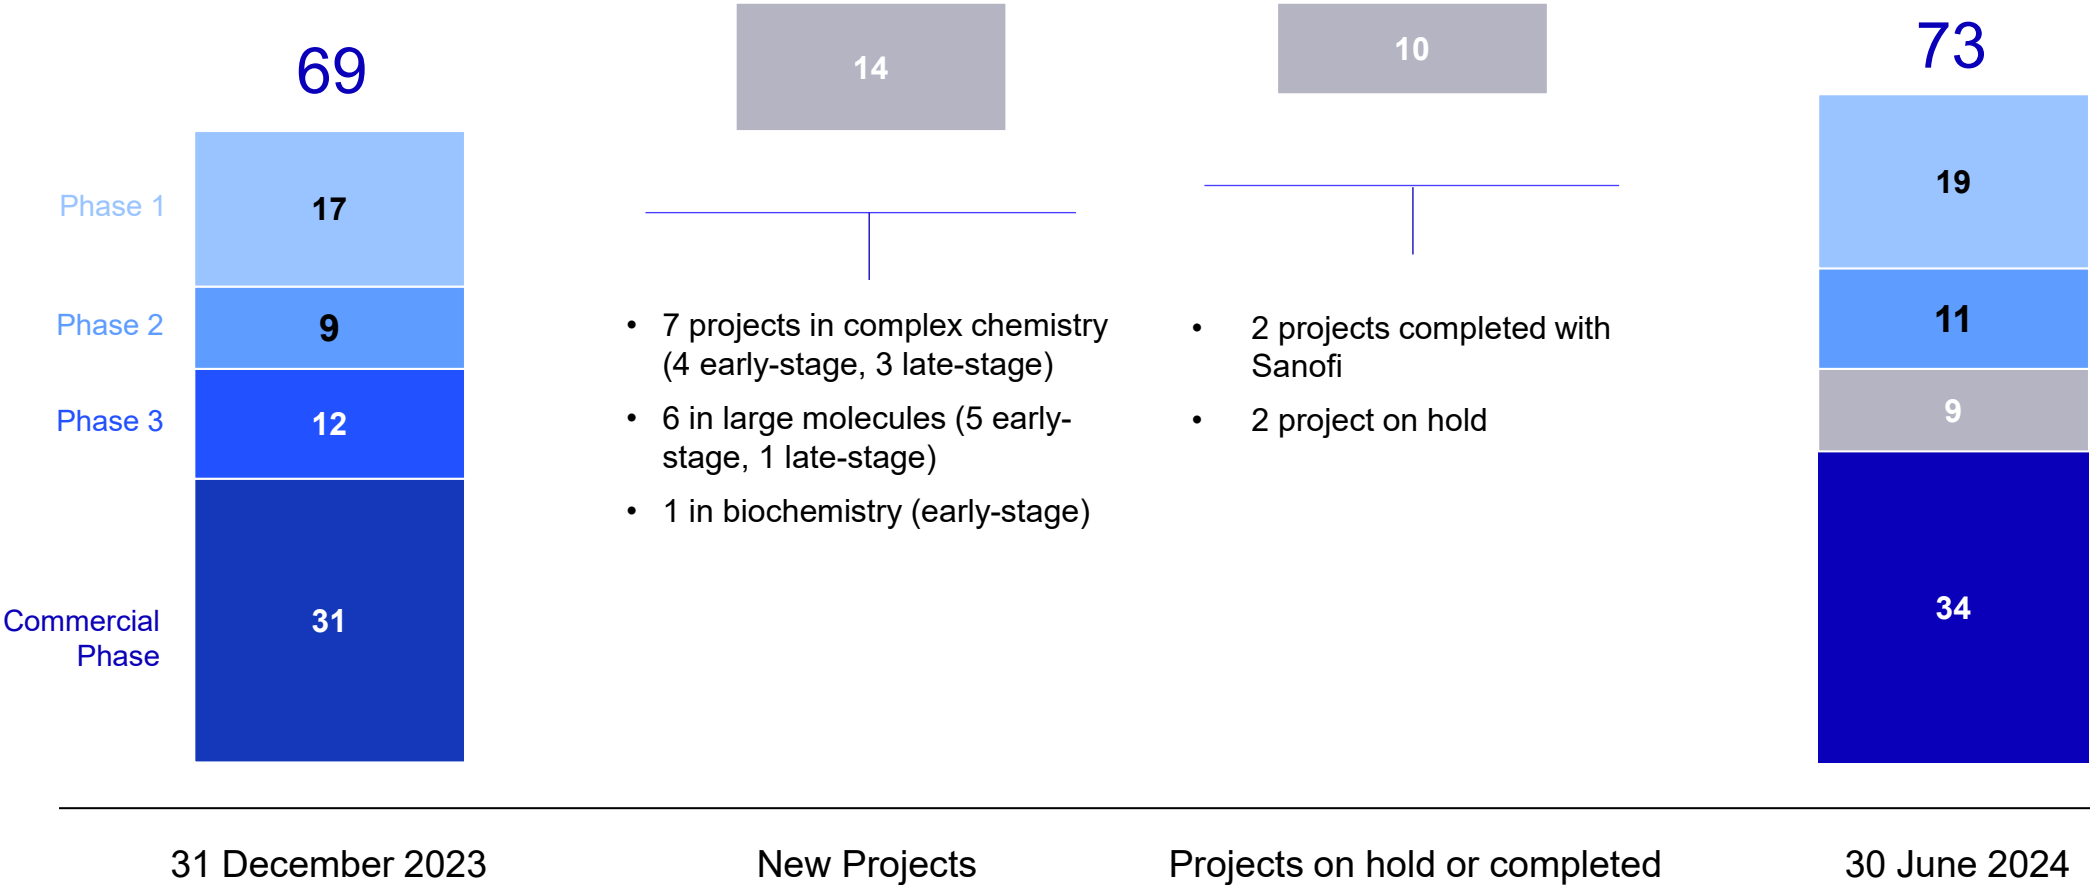 69
Phase 1
17
Phase 2
9
Phase 3
12
Commercial
Phase
31
31 December 2023
14
• 7 projects in complex chemistry
(4 early-stage, 3 late-stage)
• 6 in large molecules (5 early-
stage, 1 late-stage)
• 1 in biochemistry (early-stage)
New Projects
10
• 2 projects completed with
Sanofi
• 2 project on hold
Projects on hold or completed
73
19
11
9
34
30 June 2024